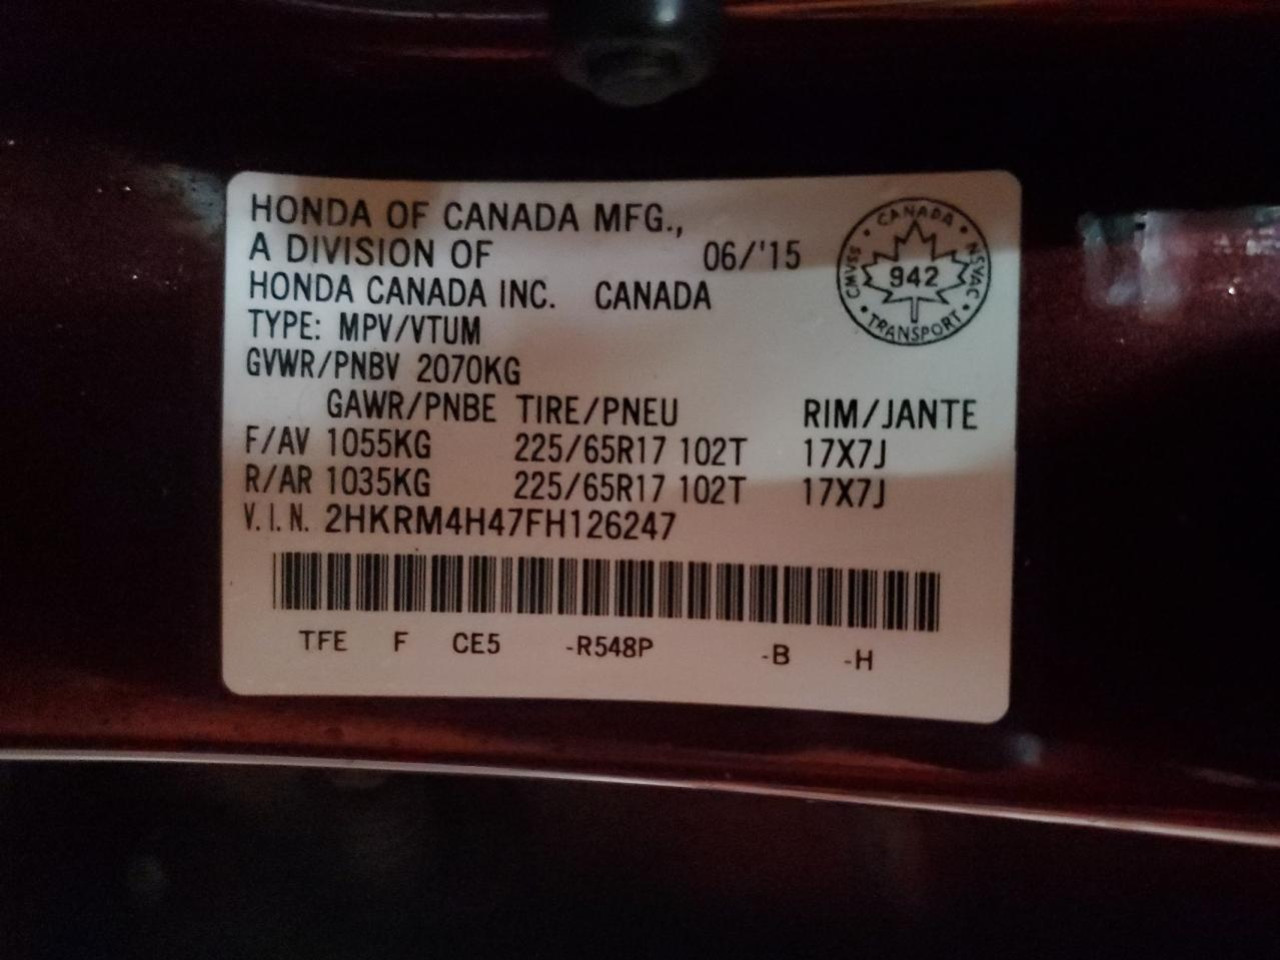 HONDA OF CANADA MFG.,
A DIVISION OF 06/'15
HONDA CANADA INC. CANADA
TYPE: MPV/VTUM
GVWR/PNBV 2070KG
GAWR/PNBE TIRE/PNEU RIM/JANTE
F/AV 1055KG 225/65R17 102T 17X7J
R/AR 1035KG 225/65R17 102T 17X7J
V.I.N. 2HKRM4H47FH126247
TFE F CE5 -R548P -B -H
CANADA
CMVSS 942 NSVAC
TRANSPORT